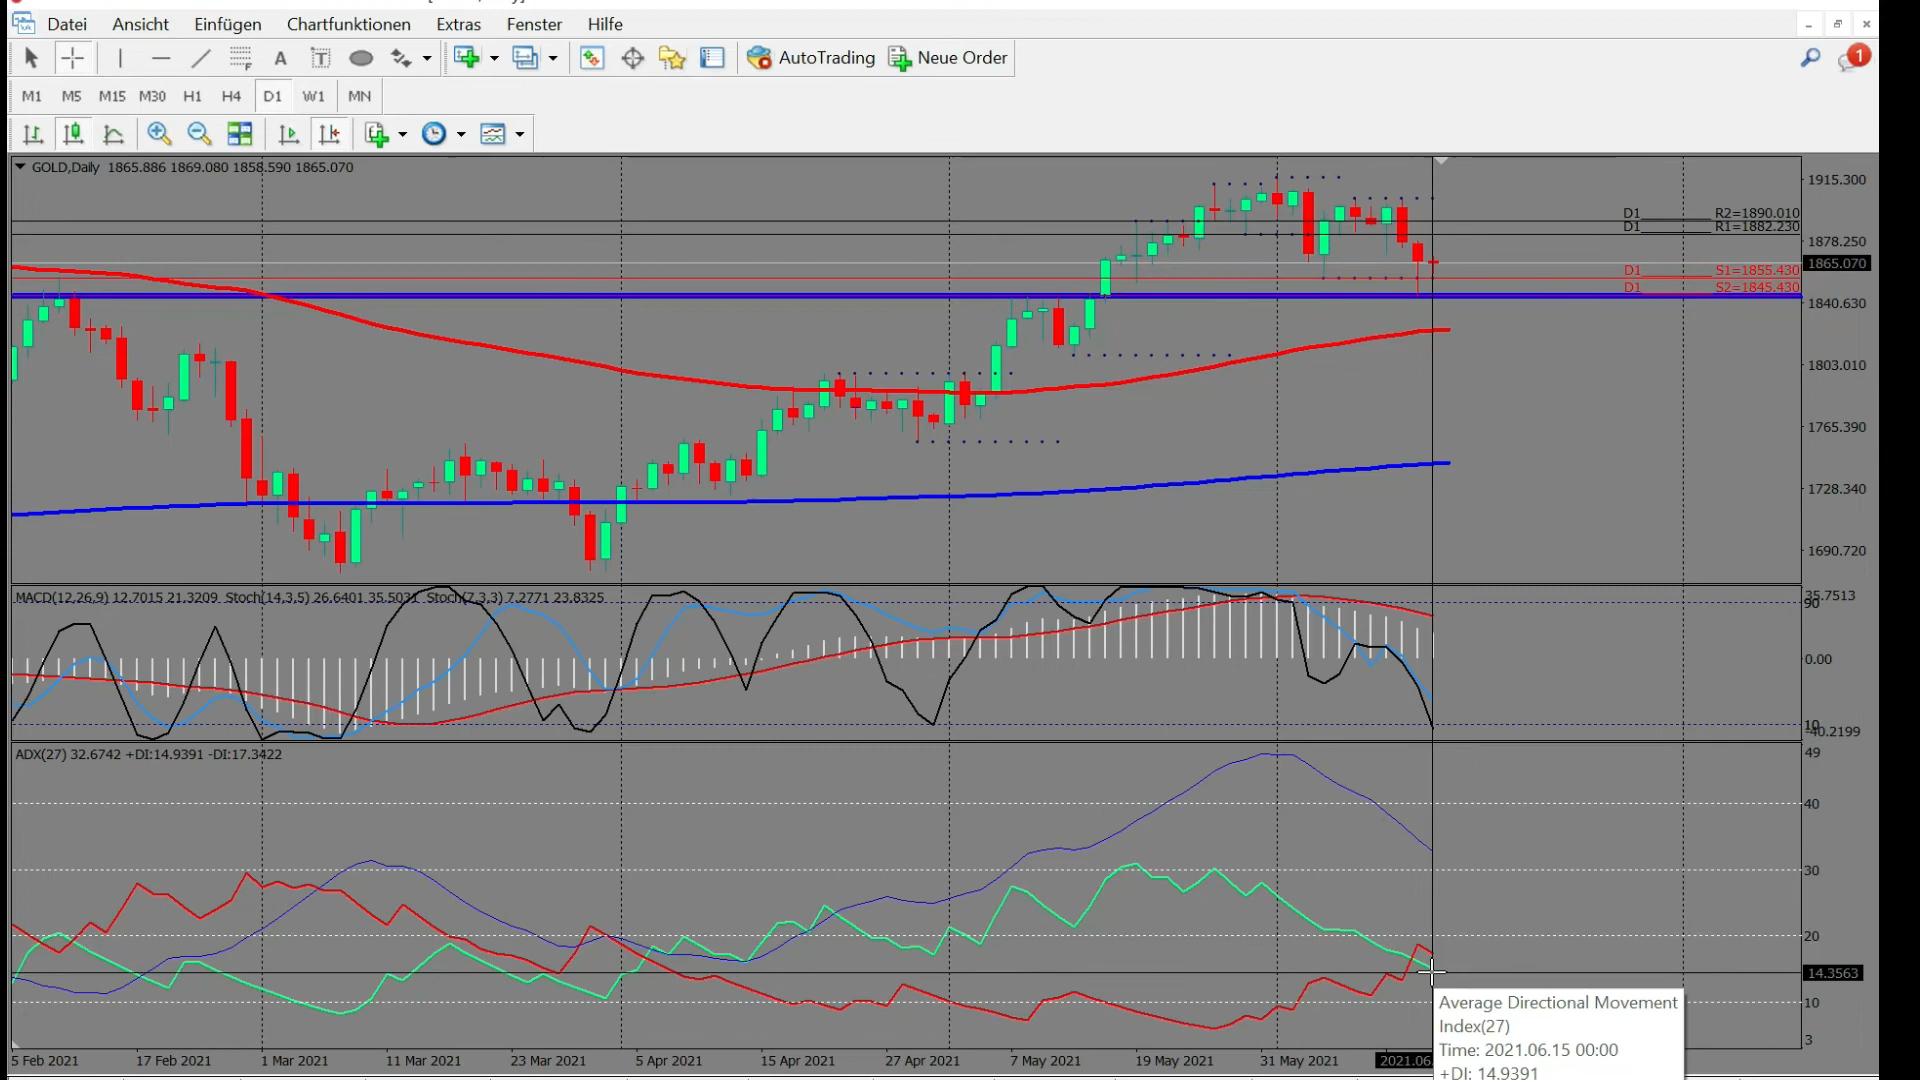 Datei Ansicht Einfügen Chartfunktionen Extras Fenster Hilfe
A T AutoTrading Neue Order 1
M1 M5 M15 M30 H1 H4 D1 W1 MN
GOLD,Daily 1865.886 1869.080 1858.590 1865.070
1915.300
D1 R2=1890.010
D1 R1=1882.230
1878.250
1865.070
D1 S1=1855.430
D1 S2=1845.430
1840.630
1803.010
1765.390
1728.340
1690.720
MACD(12,26,9) 12.7015 21.3209 Stoch(14,3,5) 26.6401 35.5031 Stoch(7,3,3) 7.2771 23.8325
35.7513
90
0.00
10
-40.2199
ADX(27) 32.6742 +DI:14.9391 -DI:17.3422
49
40
30
20
14.3563
10
3
Average Directional Movement
Index(27)
Time: 2021.06.15 00:00
+DI: 14.9391
5 Feb 2021 17 Feb 2021 1 Mar 2021 11 Mar 2021 23 Mar 2021 5 Apr 2021 15 Apr 2021 27 Apr 2021 7 May 2021 19 May 2021 31 May 2021 2021.06